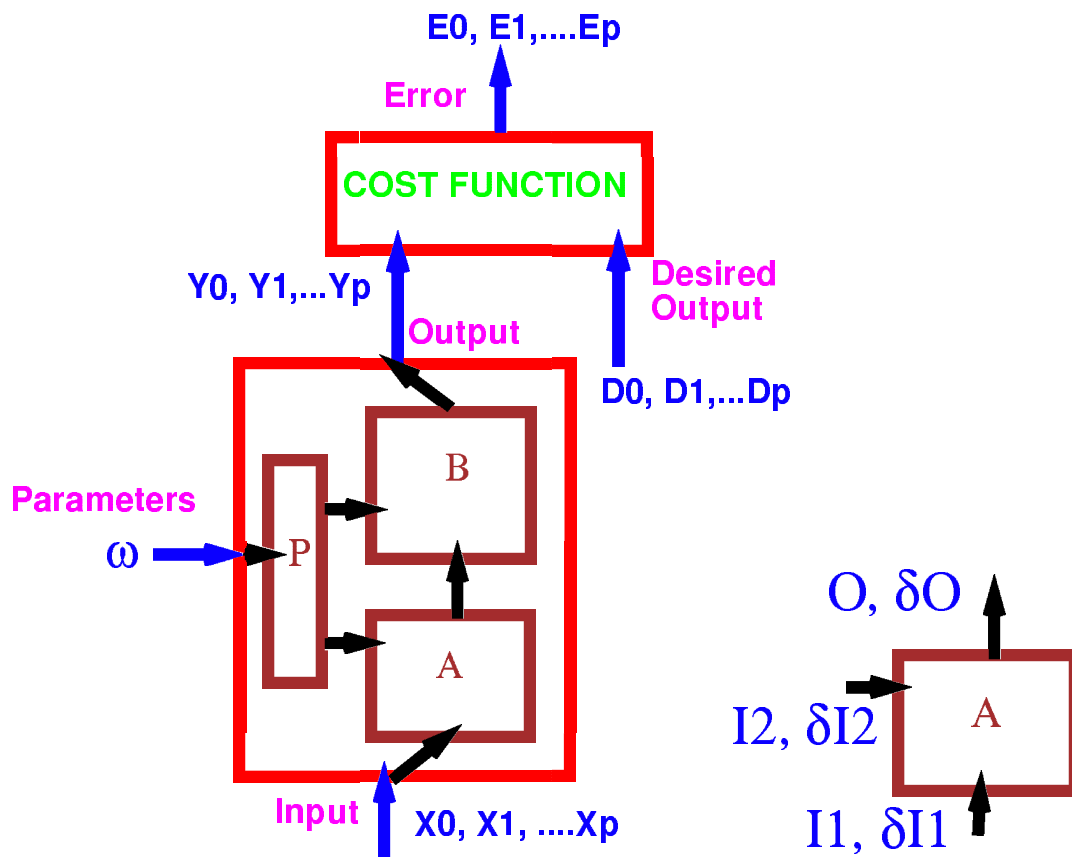 E0, E1,....Ep
Error
COST FUNCTION
Y0, Y1,...Yp
Desired
Output
Output
D0, D1,...Dp
B
Parameters
P
ω
O, δO
A
A
I2, δI2
Input
X0, X1, ....Xp
I1, δI1